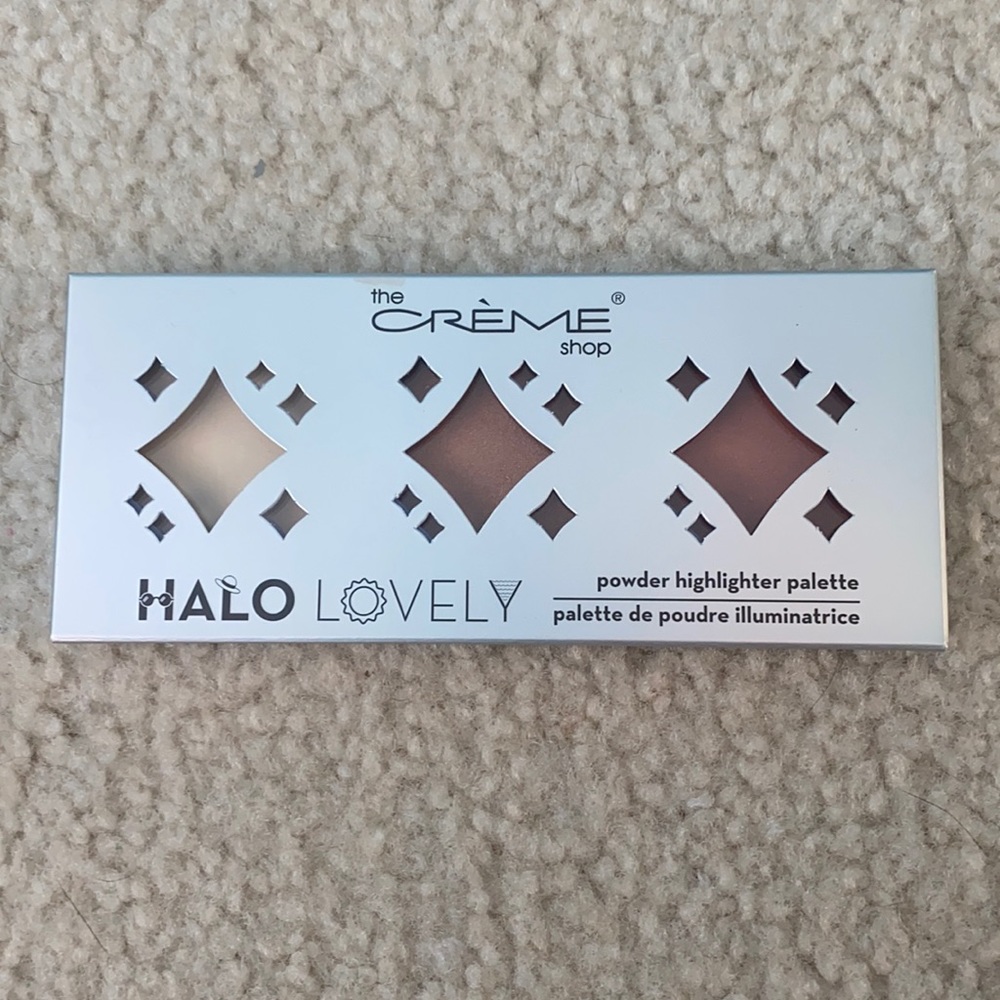 the
CRÈME®
shop
HALO LOVELY
powder highlighter palette
palette de poudre illuminatrice